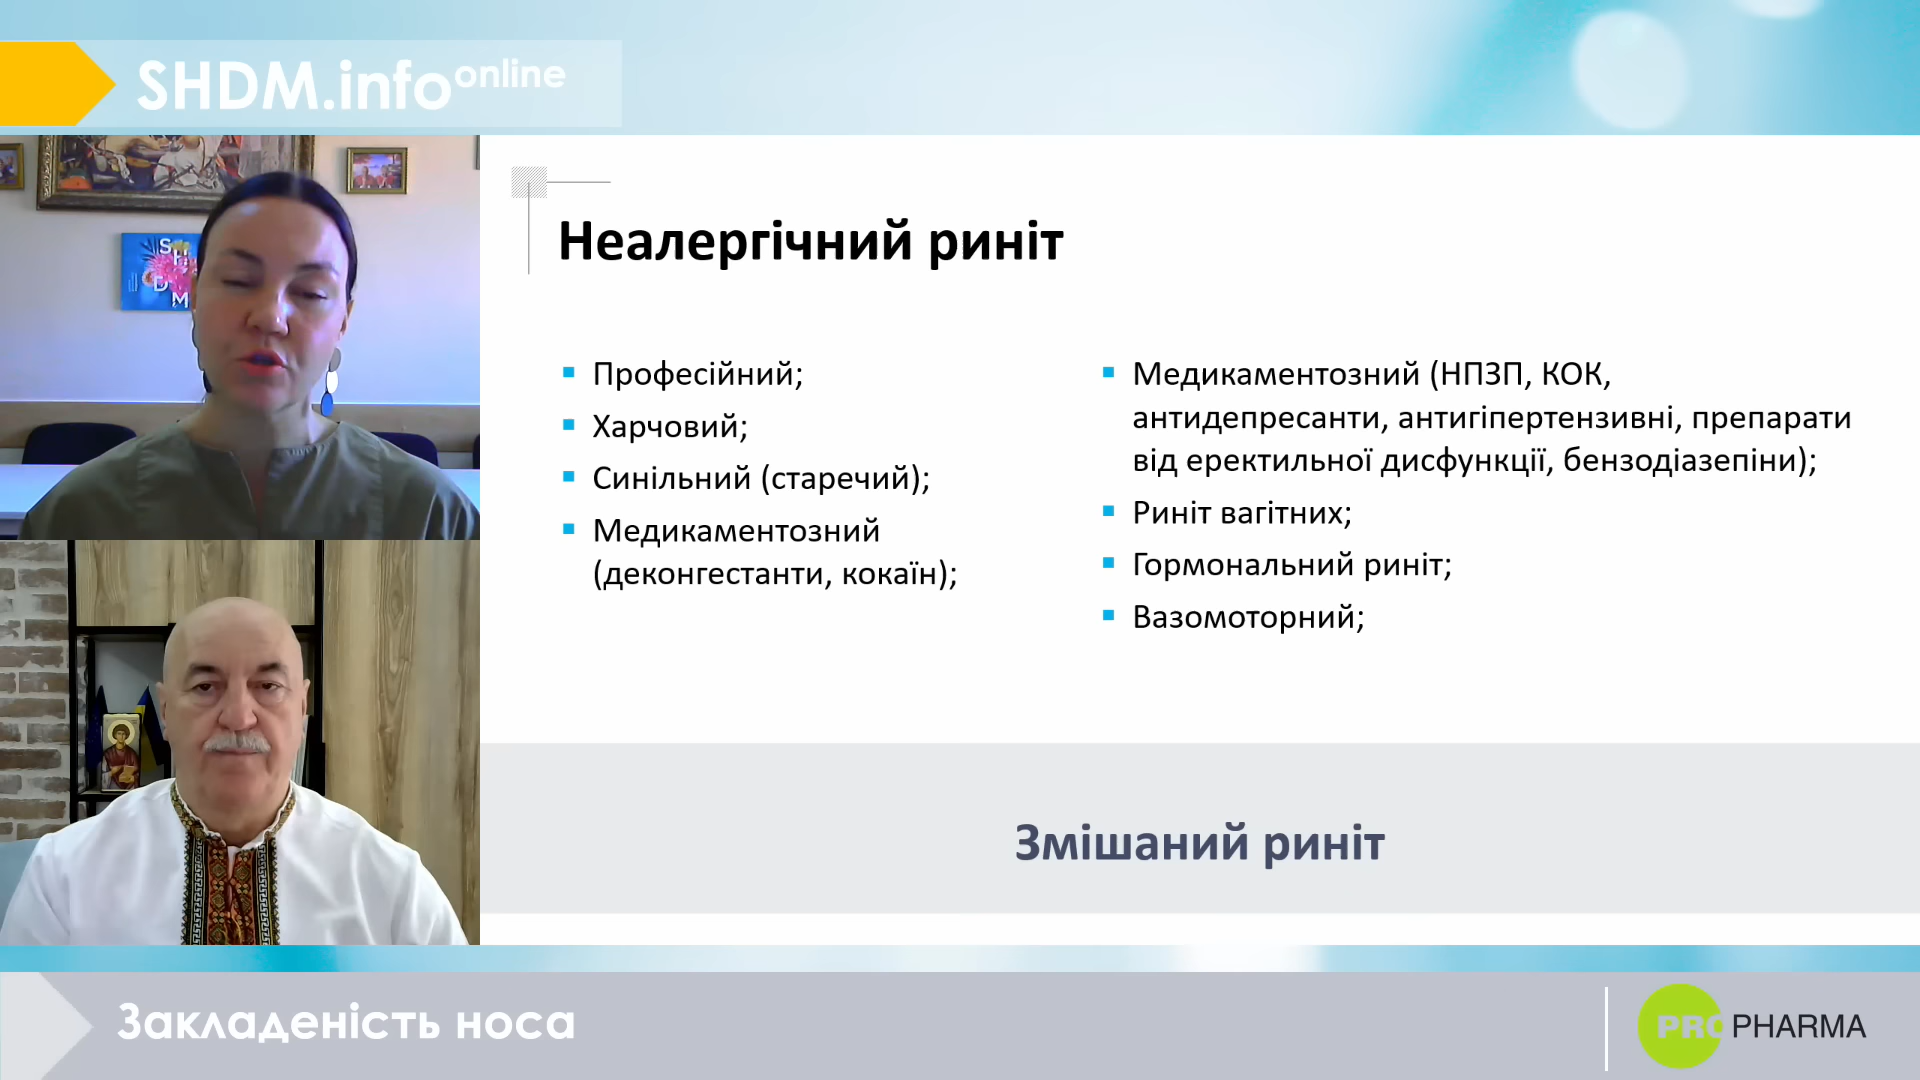 SHDM.info online
S
H
D
M
Неалергічний риніт
Професійний;
Харчовий;
Синільний (старечий);
Медикаментозний
(деконгестанти, кокаїн);
Медикаментозний (НПЗП, КОК,
антидепресанти, антигіпертензивні, препарати
від еректильної дисфункції, бензодіазепіни);
Риніт вагітних;
Гормональний риніт;
Вазомоторний;
Змішаний риніт
Закладеність носа
PRO PHARMA